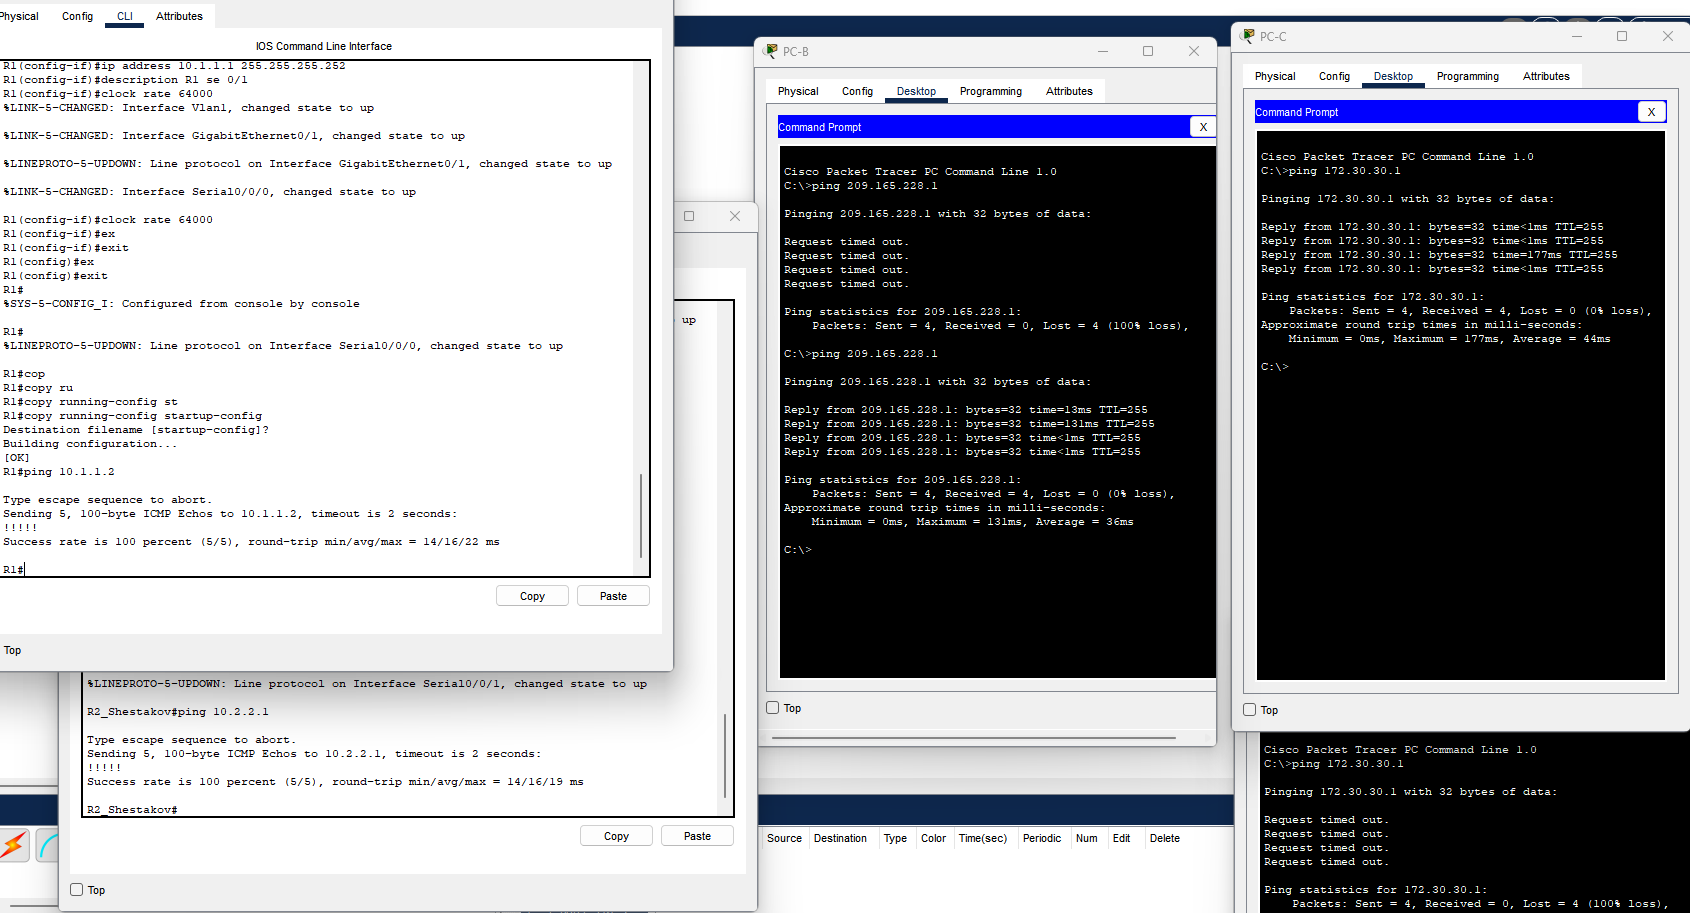 Physical Config CLI Attributes
IOS Command Line Interface
R1(config-if)#ip address 10.1.1.1 255.255.255.252
R1(config-if)#description R1 se 0/1
R1(config-if)#clock rate 64000
%LINK-5-CHANGED: Interface Vlan1, changed state to up
%LINK-5-CHANGED: Interface GigabitEthernet0/1, changed state to up
%LINEPROTO-5-UPDOWN: Line protocol on Interface GigabitEthernet0/1, changed state to up
%LINK-5-CHANGED: Interface Serial0/0/0, changed state to up
R1(config-if)#clock rate 64000
R1(config-if)#ex
R1(config-if)#exit
R1(config)#ex
R1(config)#exit
R1#
%SYS-5-CONFIG_I: Configured from console by console
R1#
%LINEPROTO-5-UPDOWN: Line protocol on Interface Serial0/0/0, changed state to up
R1#cop
R1#copy ru
R1#copy running-config st
R1#copy running-config startup-config
Destination filename [startup-config]?
Building configuration...
[OK]
R1#ping 10.1.1.2
Type escape sequence to abort.
Sending 5, 100-byte ICMP Echos to 10.1.1.2, timeout is 2 seconds:
!!!!!
Success rate is 100 percent (5/5), round-trip min/avg/max = 14/16/22 ms
R1#
Copy Paste
Top
up
%LINEPROTO-5-UPDOWN: Line protocol on Interface Serial0/0/1, changed state to up
R2_Shestakov#ping 10.2.2.1
Type escape sequence to abort.
Sending 5, 100-byte ICMP Echos to 10.2.2.1, timeout is 2 seconds:
!!!!!
Success rate is 100 percent (5/5), round-trip min/avg/max = 14/16/19 ms
R2_Shestakov#
Copy Paste
Top
PC-B
Physical Config Desktop Programming Attributes
Command Prompt X
Cisco Packet Tracer PC Command Line 1.0
C:\>ping 209.165.228.1
Pinging 209.165.228.1 with 32 bytes of data:
Request timed out.
Request timed out.
Request timed out.
Request timed out.
Ping statistics for 209.165.228.1:
Packets: Sent = 4, Received = 0, Lost = 4 (100% loss),
C:\>ping 209.165.228.1
Pinging 209.165.228.1 with 32 bytes of data:
Reply from 209.165.228.1: bytes=32 time=13ms TTL=255
Reply from 209.165.228.1: bytes=32 time=131ms TTL=255
Reply from 209.165.228.1: bytes=32 time<1ms TTL=255
Reply from 209.165.228.1: bytes=32 time<1ms TTL=255
Ping statistics for 209.165.228.1:
Packets: Sent = 4, Received = 4, Lost = 0 (0% loss),
Approximate round trip times in milli-seconds:
Minimum = 0ms, Maximum = 131ms, Average = 36ms
C:\>
Top
PC-C
Physical Config Desktop Programming Attributes
Command Prompt X
Cisco Packet Tracer PC Command Line 1.0
C:\>ping 172.30.30.1
Pinging 172.30.30.1 with 32 bytes of data:
Reply from 172.30.30.1: bytes=32 time<1ms TTL=255
Reply from 172.30.30.1: bytes=32 time<1ms TTL=255
Reply from 172.30.30.1: bytes=32 time=177ms TTL=255
Reply from 172.30.30.1: bytes=32 time<1ms TTL=255
Ping statistics for 172.30.30.1:
Packets: Sent = 4, Received = 4, Lost = 0 (0% loss),
Approximate round trip times in milli-seconds:
Minimum = 0ms, Maximum = 177ms, Average = 44ms
C:\>
Top
Cisco Packet Tracer PC Command Line 1.0
C:\>ping 172.30.30.1
Pinging 172.30.30.1 with 32 bytes of data:
Request timed out.
Request timed out.
Request timed out.
Request timed out.
Ping statistics for 172.30.30.1:
Packets: Sent = 4, Received = 0, Lost = 4 (100% loss),
Source Destination Type Color Time(sec) Periodic Num Edit Delete